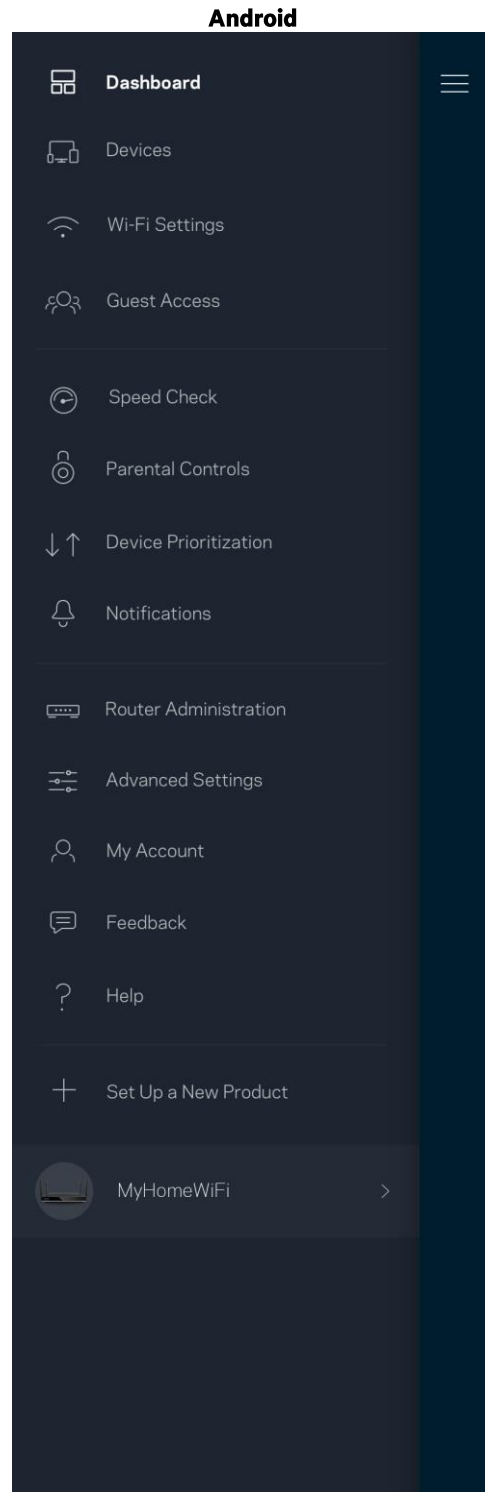 Android
Dashboard
Devices
Wi-Fi Settings
Guest Access
Speed Check
Parental Controls
Device Prioritization
Notifications
Router Administration
Advanced Settings
My Account
Feedback
Help
Set Up a New Product
MyHomeWiFi